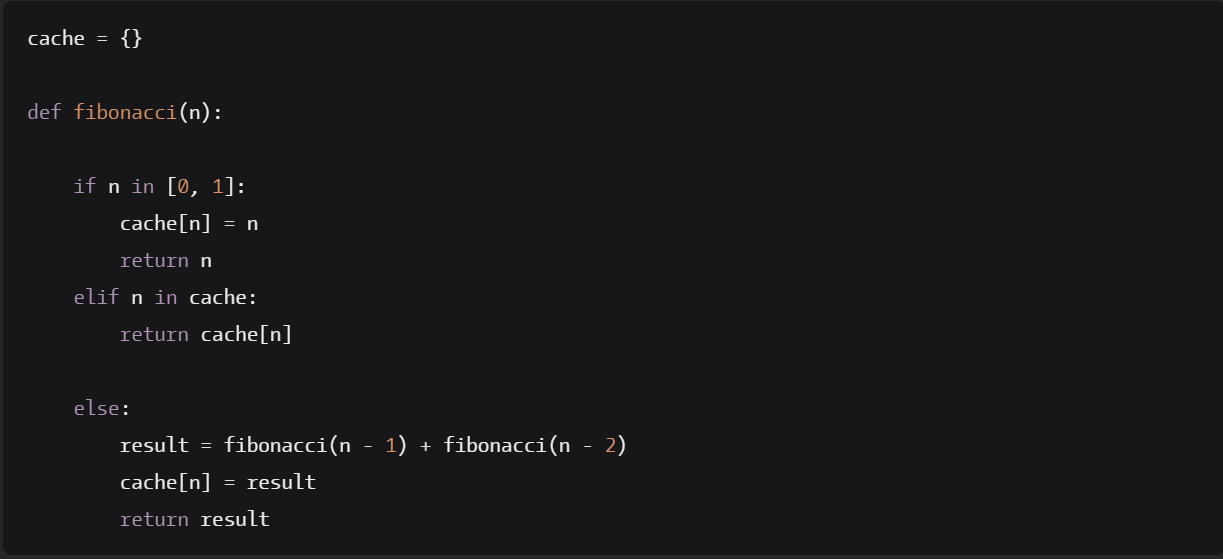 cache = {}
def fibonacci(n):
    if n in [0, 1]:
        cache[n] = n
        return n
    elif n in cache:
        return cache[n]
    else:
        result = fibonacci(n - 1) + fibonacci(n - 2)
        cache[n] = result
        return result